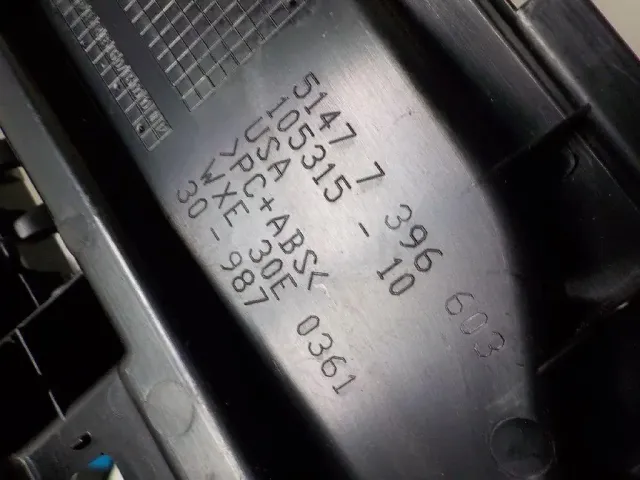 5147 7 396 603
105315 - 10
USA
>PC+ABS<
WXE 30E 0361
30-987